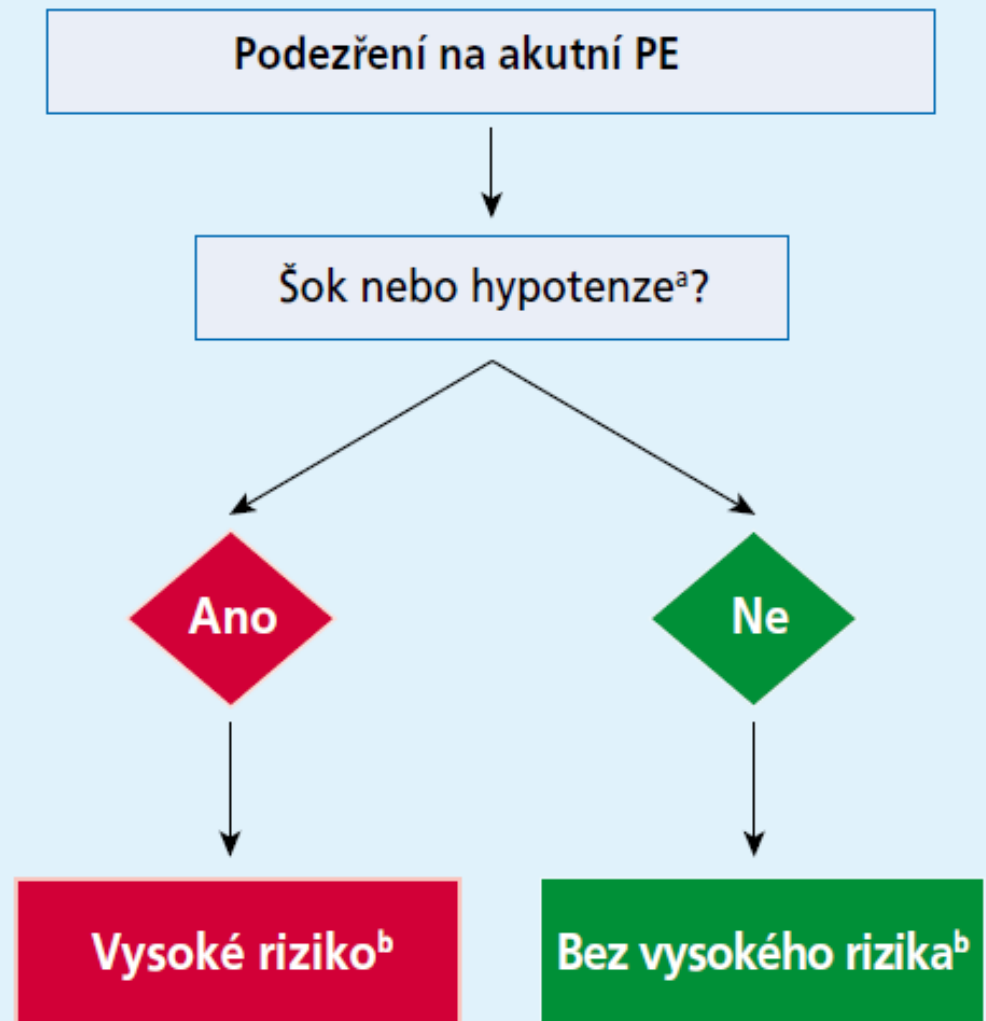 Podezření na akutní PE
Šok nebo hypotenzeᵃ?
Ano
Ne
Vysoké rizikoᵇ
Bez vysokého rizikaᵇ